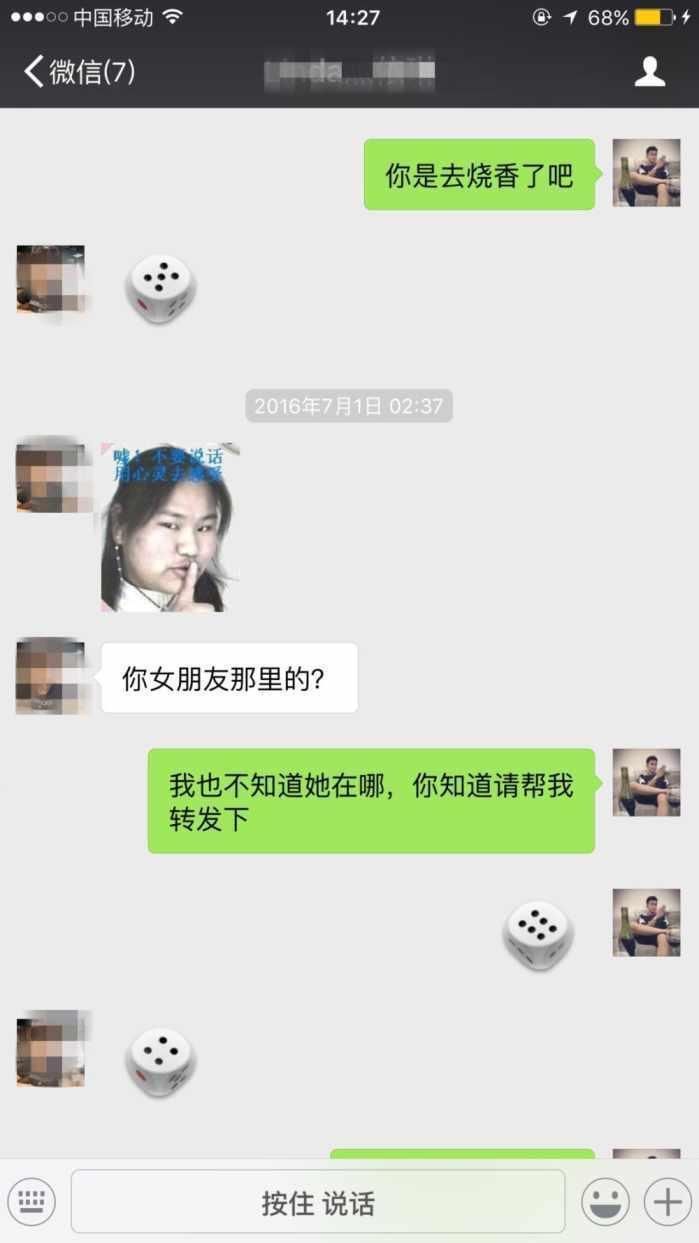 中国移动
14:27
68%
微信(7)
你是去烧香了吧
2016年7月1日 02:37
嘘！不要说话
用心灵去感受
你女朋友那里的?
我也不知道她在哪，你知道请帮我
转发下
按住 说话